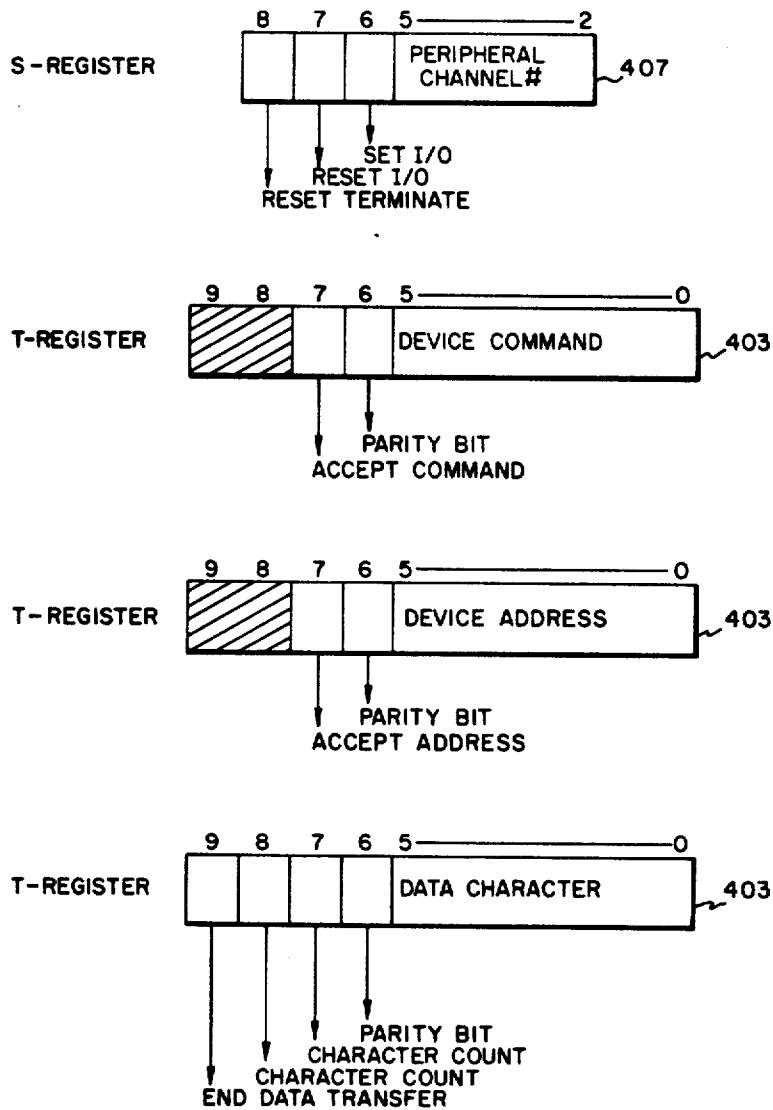 8 7 6 5 2
S-REGISTER
PERIPHERAL
CHANNEL#
407
SET I/O
RESET I/O
RESET TERMINATE
9 8 7 6 5 0
T-REGISTER
DEVICE COMMAND
403
PARITY BIT
ACCEPT COMMAND
9 8 7 6 5 0
T-REGISTER
DEVICE ADDRESS
403
PARITY BIT
ACCEPT ADDRESS
9 8 7 6 5 0
T-REGISTER
DATA CHARACTER
403
PARITY BIT
CHARACTER COUNT
CHARACTER COUNT
END DATA TRANSFER